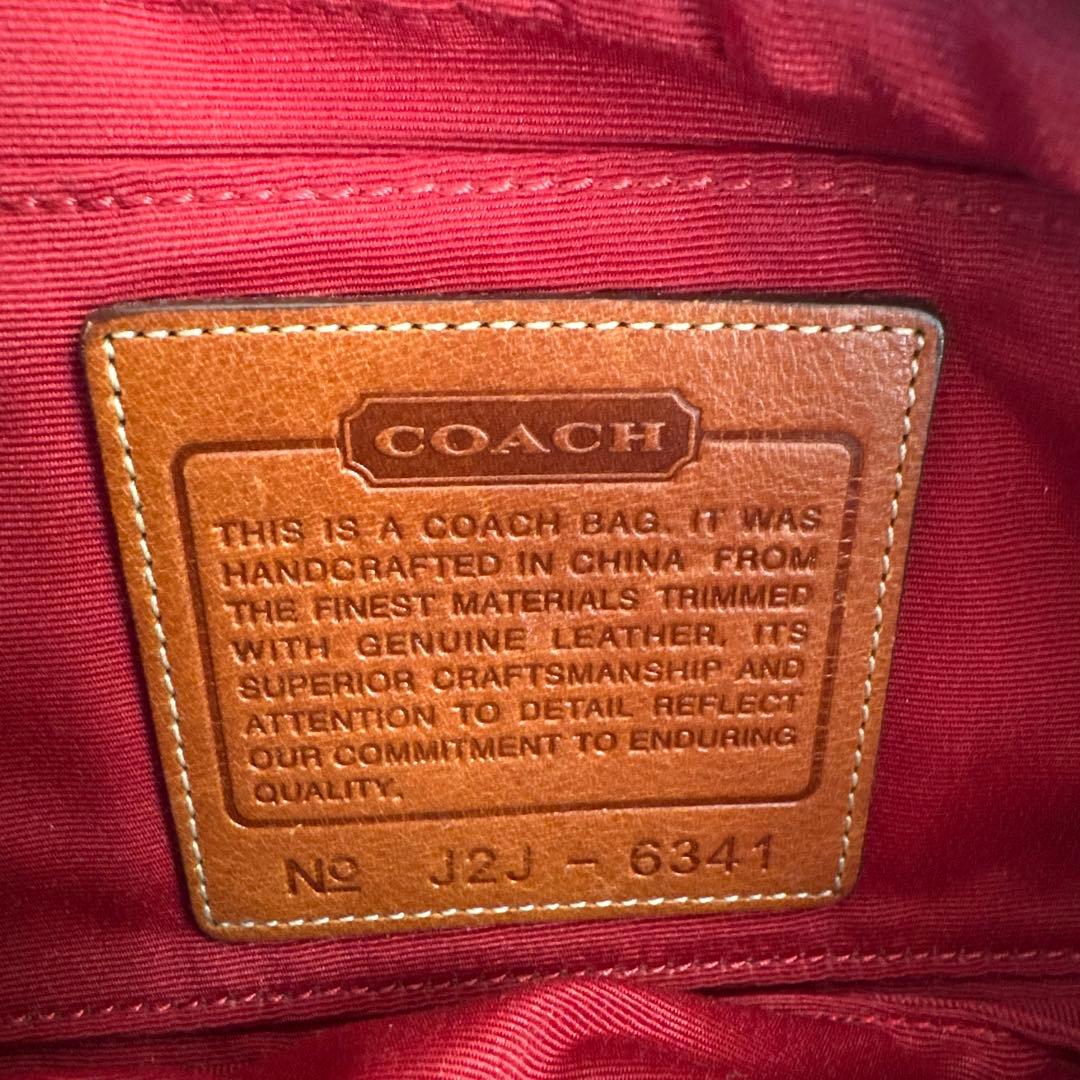 COACH
THIS IS A COACH BAG. IT WAS
HANDCRAFTED IN CHINA FROM
THE FINEST MATERIALS TRIMMED
WITH GENUINE LEATHER. ITS
SUPERIOR CRAFTSMANSHIP AND
ATTENTION TO DETAIL REFLECT
OUR COMMITMENT TO ENDURING
QUALITY.
Nº J2J - 6341